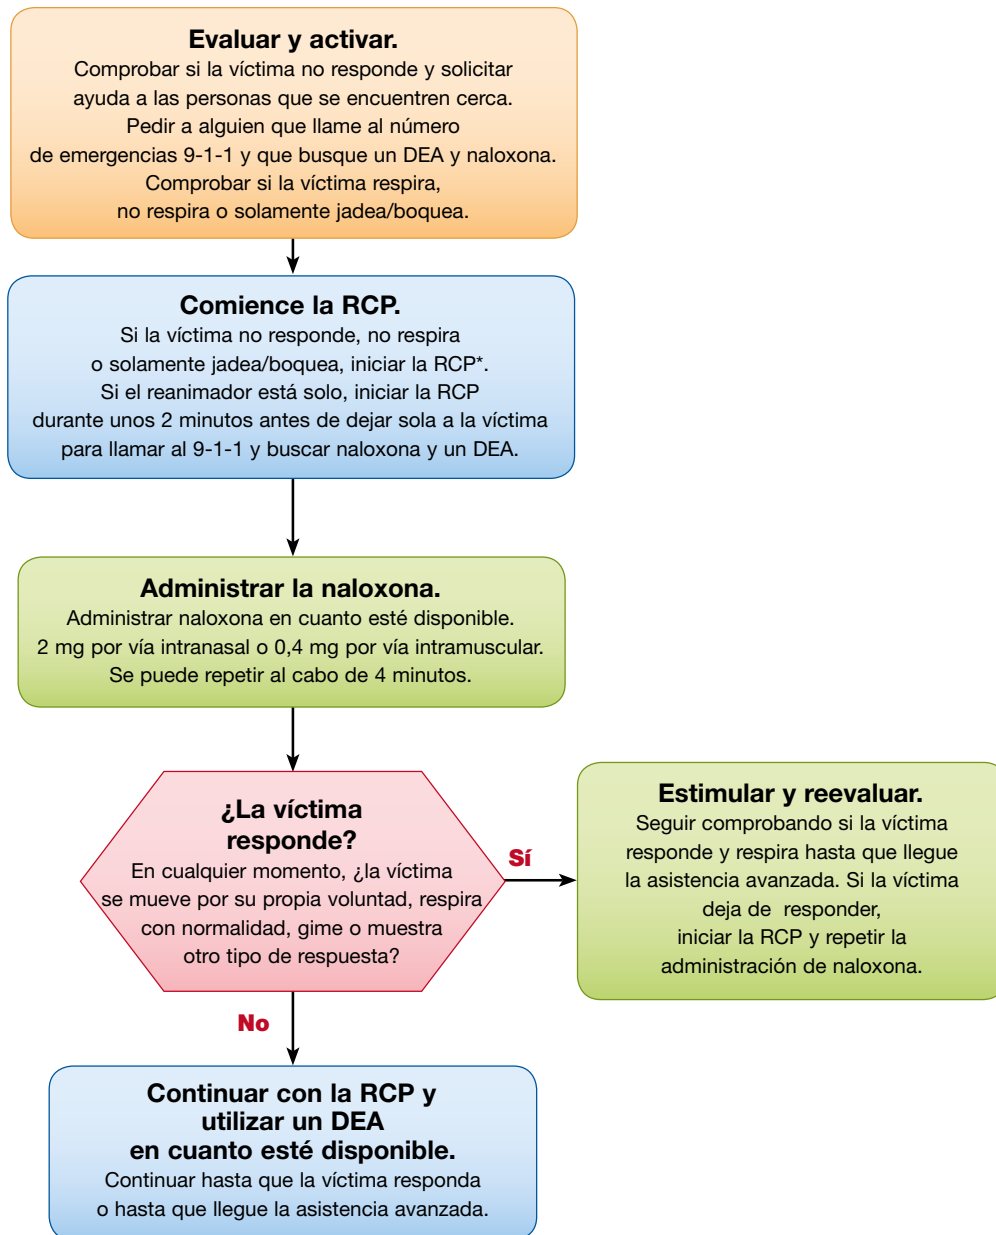 Evaluar y activar.
Comprobar si la víctima no responde y solicitar
ayuda a las personas que se encuentren cerca.
Pedir a alguien que llame al número
de emergencias 9-1-1 y que busque un DEA y naloxona.
Comprobar si la víctima respira,
no respira o solamente jadea/boquea.
Comience la RCP.
Si la víctima no responde, no respira
o solamente jadea/boquea, iniciar la RCP*.
Si el reanimador está solo, iniciar la RCP
durante unos 2 minutos antes de dejar sola a la víctima
para llamar al 9-1-1 y buscar naloxona y un DEA.
Administrar la naloxona.
Administrar naloxona en cuanto esté disponible.
2 mg por vía intranasal o 0,4 mg por vía intramuscular.
Se puede repetir al cabo de 4 minutos.
¿La víctima
responde?
En cualquier momento, ¿la víctima
se mueve por su propia voluntad, respira
con normalidad, gime o muestra
otro tipo de respuesta?
Sí
Estimular y reevaluar.
Seguir comprobando si la víctima
responde y respira hasta que llegue
la asistencia avanzada. Si la víctima
deja de responder,
iniciar la RCP y repetir la
administración de naloxona.
No
Continuar con la RCP y
utilizar un DEA
en cuanto esté disponible.
Continuar hasta que la víctima responda
o hasta que llegue la asistencia avanzada.